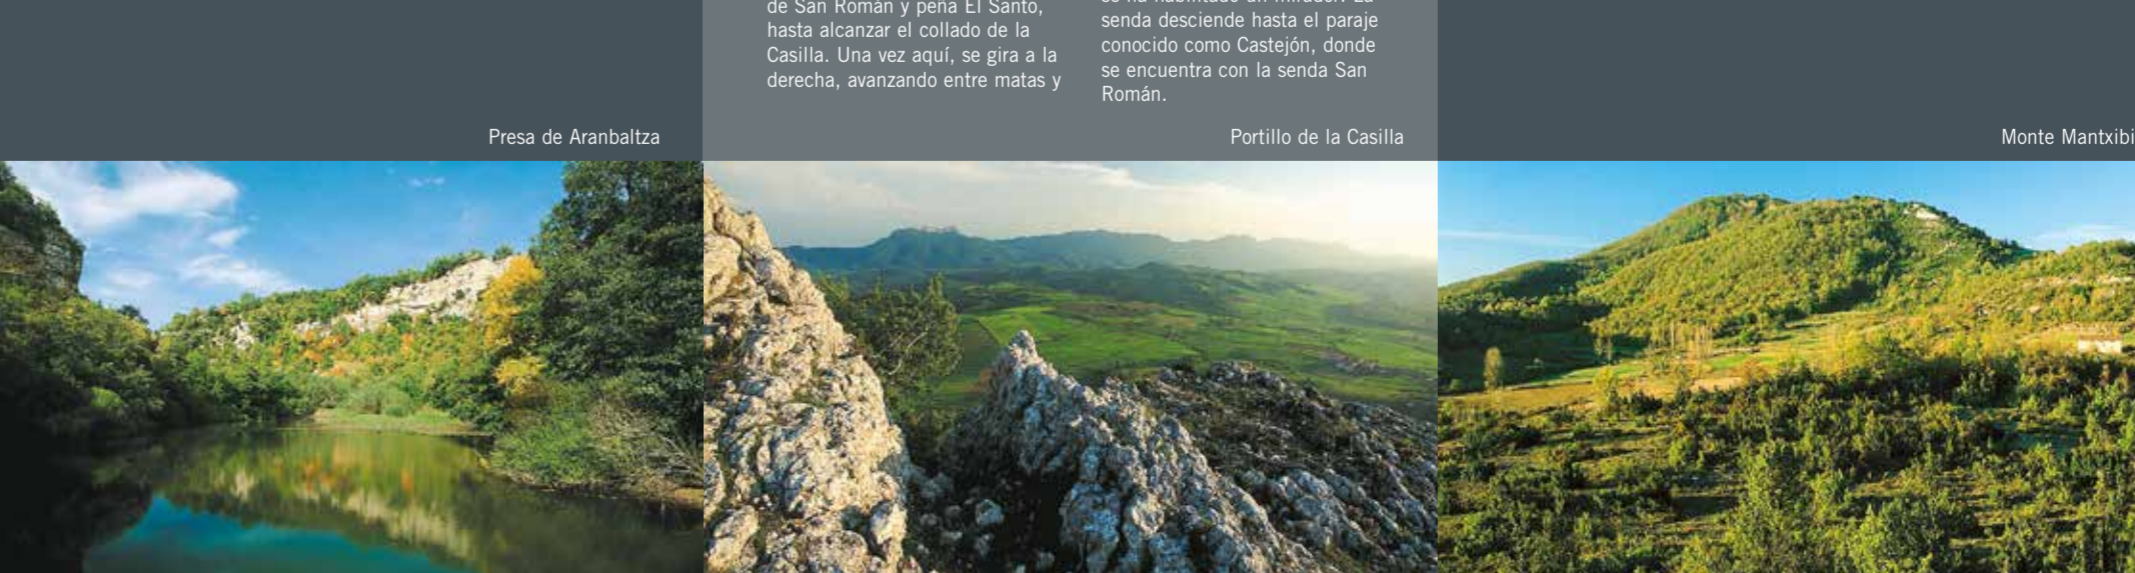 de San Román y peña El Santo,
hasta alcanzar el collado de la
Casilla. Una vez aquí, se gira a la
derecha, avanzando entre matas y
senda desciende hasta el paraje
conocido como Castejón, donde
se encuentra con la senda San
Román.
Presa de Aranbaltza
Portillo de la Casilla
Monte Mantxibi